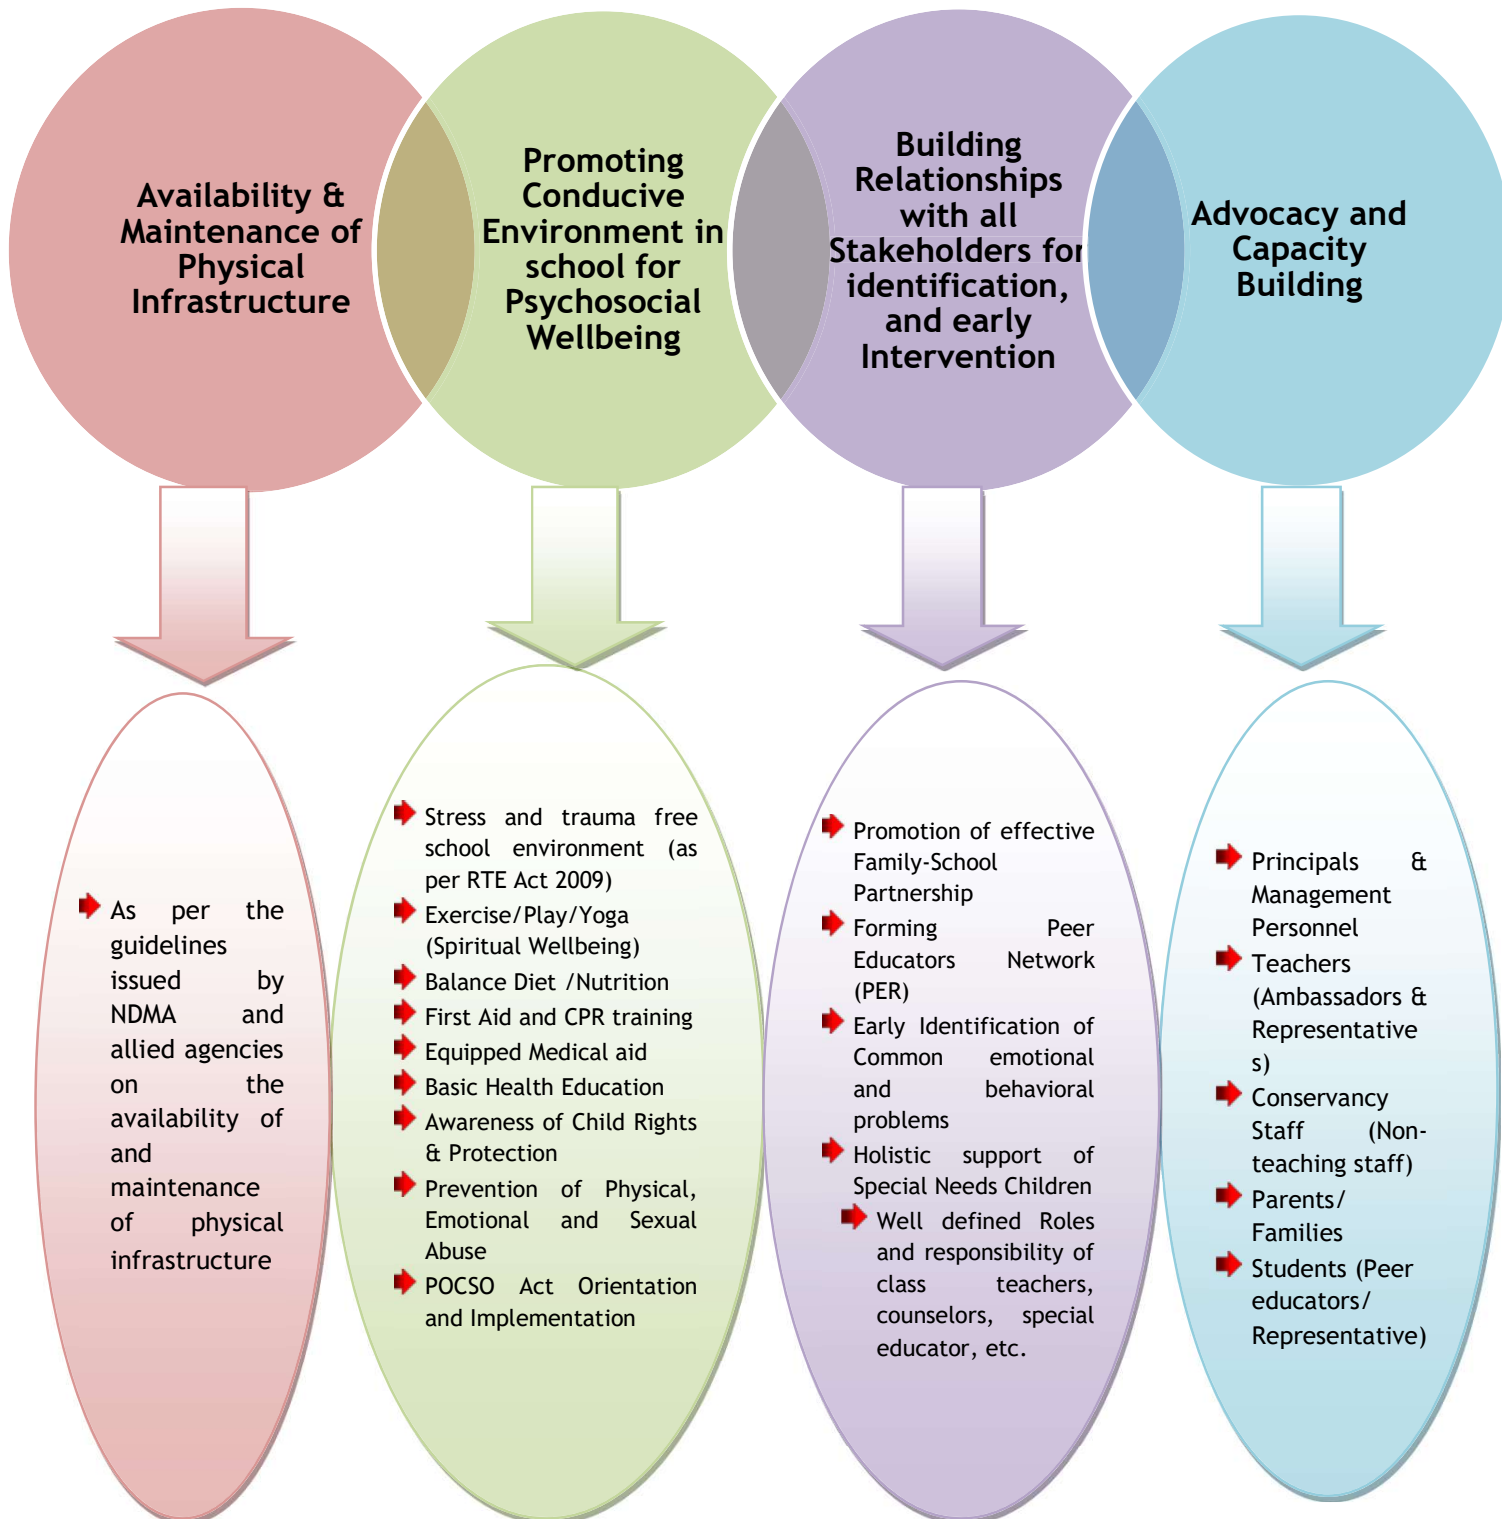 Availability &
Maintenance of
Physical
Infrastructure
Promoting
Conducive
Environment in
school for
Psychosocial
Wellbeing
Building
Relationships
with all
Stakeholders for
identification,
and early
Intervention
Advocacy and
Capacity
Building
As per the
guidelines
issued by
NDMA and
allied agencies
on the
availability of
and
maintenance
of physical
infrastructure
Stress and trauma free
school environment (as
per RTE Act 2009)
Exercise/Play/Yoga
(Spiritual Wellbeing)
Balance Diet /Nutrition
First Aid and CPR training
Equipped Medical aid
Basic Health Education
Awareness of Child Rights
& Protection
Prevention of Physical,
Emotional and Sexual
Abuse
POCSO Act Orientation
and Implementation
Promotion of effective
Family-School
Partnership
Forming Peer
Educators Network
(PER)
Early Identification of
Common emotional
and behavioral
problems
Holistic support of
Special Needs Children
Well defined Roles
and responsibility of
class teachers,
counselors, special
educator, etc.
Principals &
Management
Personnel
Teachers
(Ambassadors &
Representative
s)
Conservancy
Staff (Non-
teaching staff)
Parents/
Families
Students (Peer
educators/
Representative)